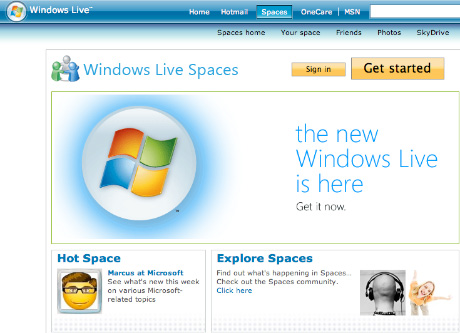 Windows Live™
Home Hotmail Spaces OneCare MSN
Spaces home Your space Friends Photos SkyDrive
Windows Live Spaces
Sign in
Get started
the new
Windows Live
is here
Get it now.
Hot Space
Marcus at Microsoft
See what's new this week
on various Microsoft-
related topics
Explore Spaces
Find out what's happening in Spaces...
Check out the Spaces community.
Click here